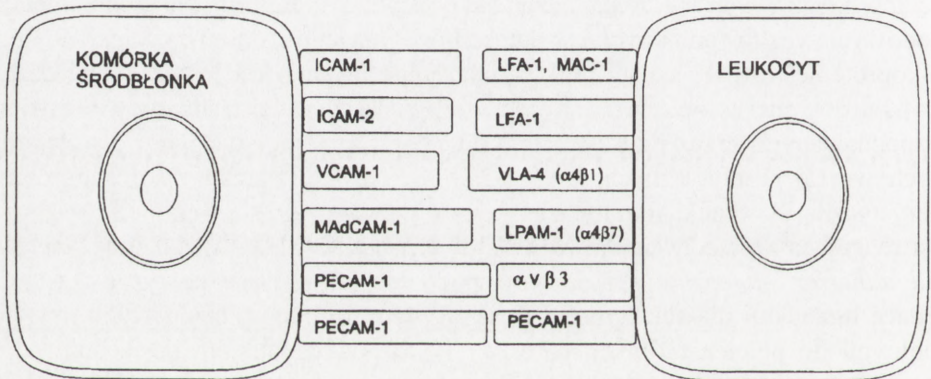 KOMÓRKA
ŚRÓDBŁONKA
LEUKOCYT
ICAM-1 LFA-1, MAC-1
ICAM-2 LFA-1
VCAM-1 VLA-4 (α4β1)
MAdCAM-1 LPAM-1 (α4β7)
PECAM-1 α V β 3
PECAM-1 PECAM-1